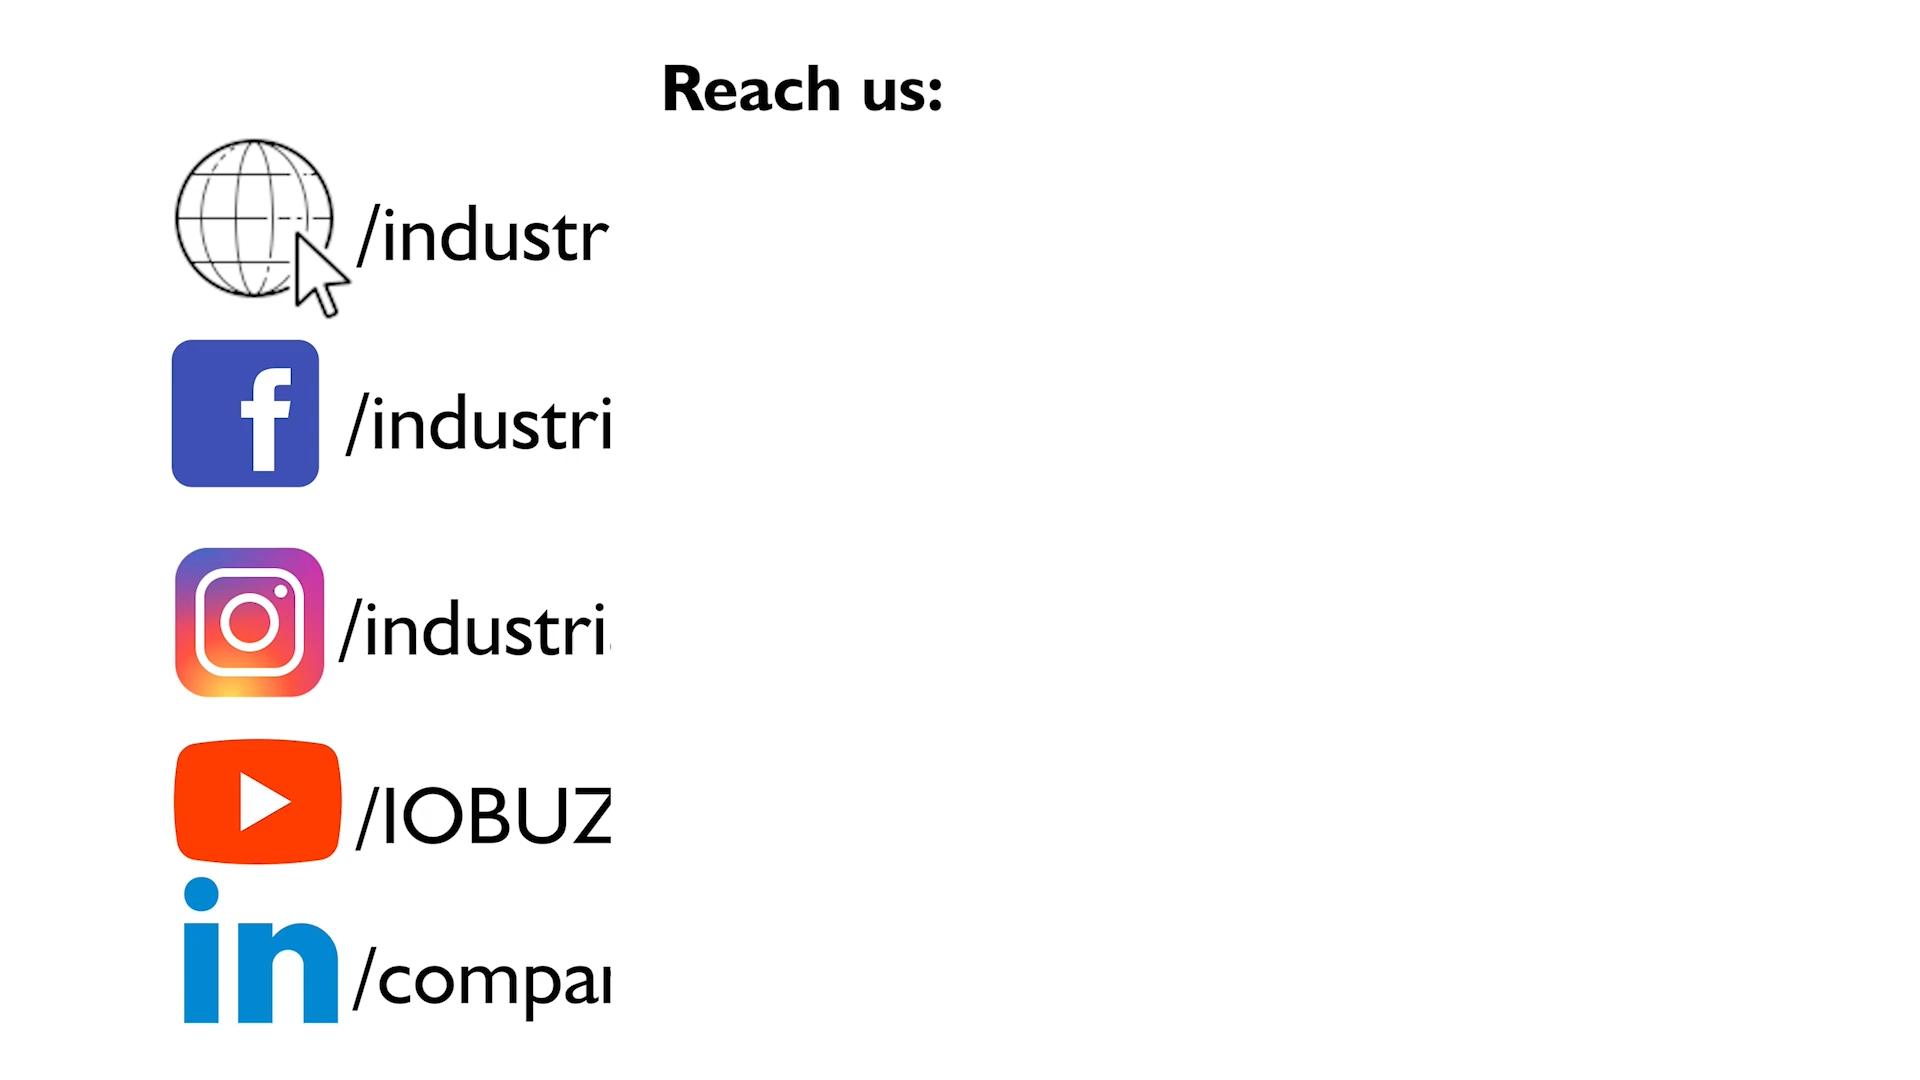 Reach us:
/industr
/industri
/industri
/IOBUZ
/compa